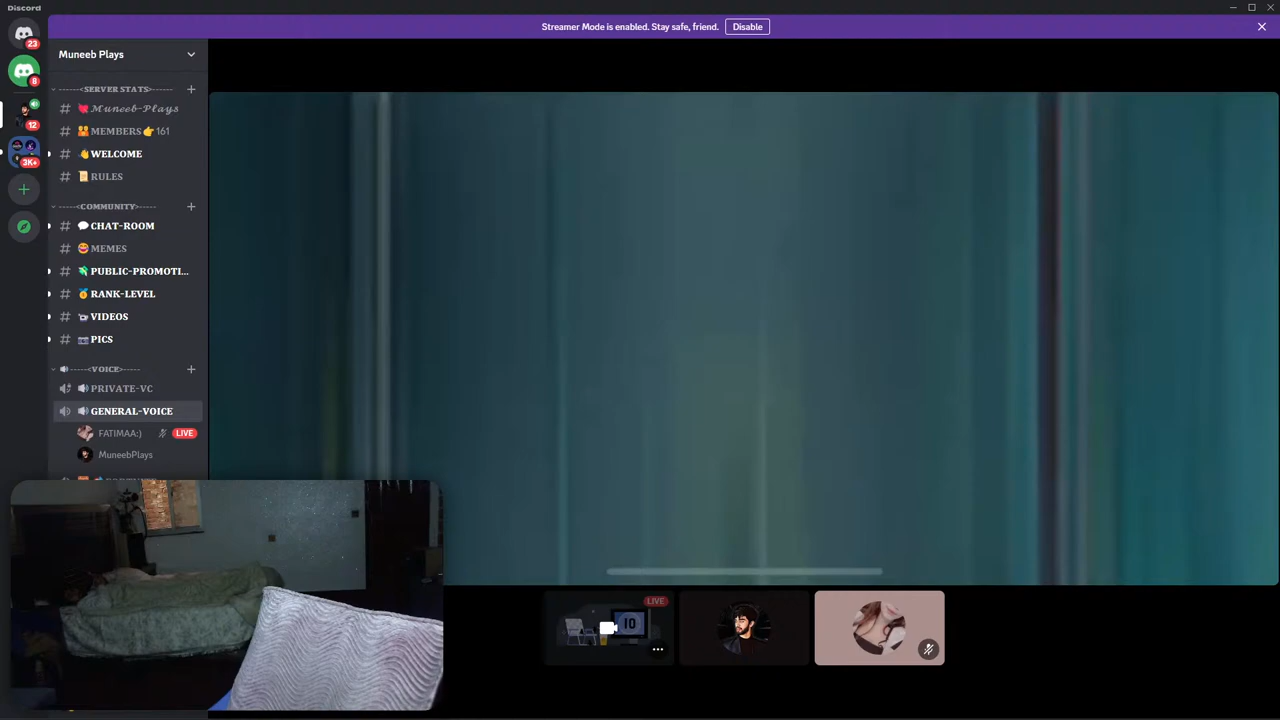 Discord
Streamer Mode is enabled. Stay safe, friend.
Disable
23
8
12
3K+
Muneeb Plays
------<SERVER STATS>------
𝓜𝓾𝓷𝓮𝓮𝓫-𝓟𝓵𝓪𝔂𝓼
MEMBERS👉161
WELCOME
RULES
-----<COMMUNITY>-----
CHAT-ROOM
MEMES
PUBLIC-PROMOTI...
RANK-LEVEL
VIDEOS
PICS
-----<VOICE>-----
PRIVATE-VC
GENERAL-VOICE
FATIMAA:) LIVE
MuneebPlays
LIVE
10